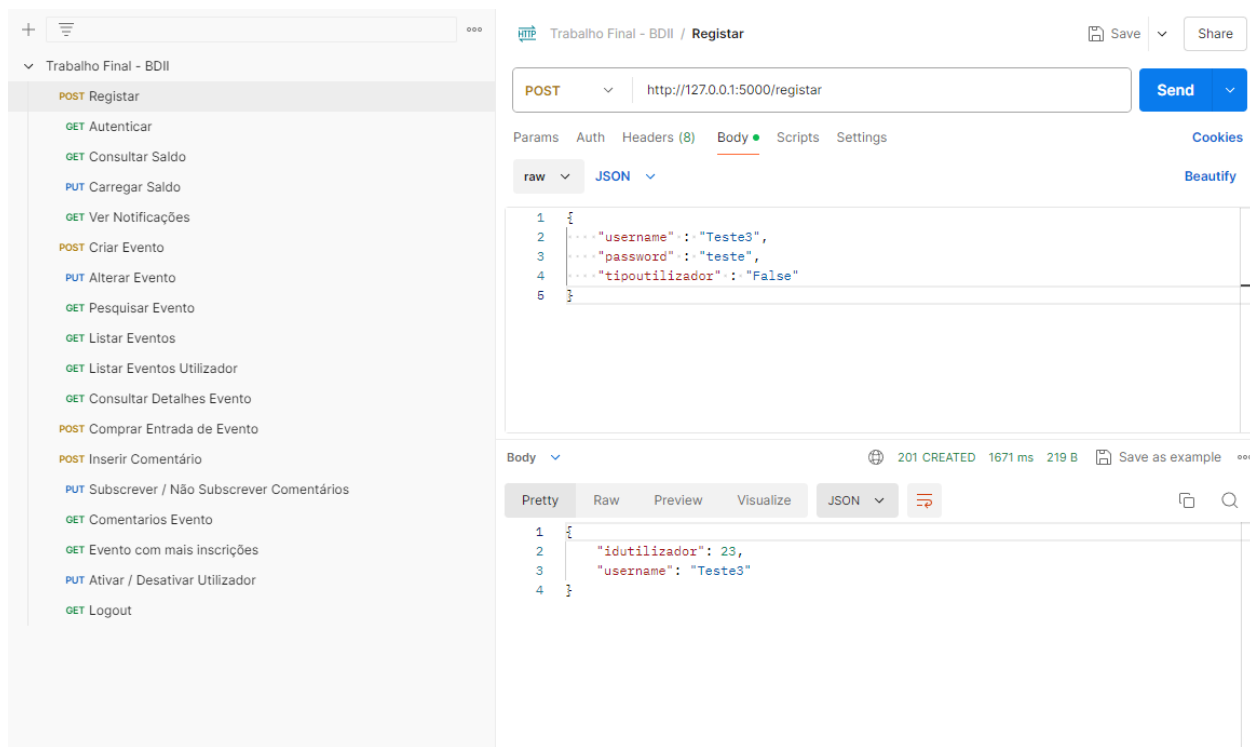 Trabalho Final - BDII
POST Registar
GET Autenticar
GET Consultar Saldo
PUT Carregar Saldo
GET Ver Notificações
POST Criar Evento
PUT Alterar Evento
GET Pesquisar Evento
GET Listar Eventos
GET Listar Eventos Utilizador
GET Consultar Detalhes Evento
POST Comprar Entrada de Evento
POST Inserir Comentário
PUT Subscrever / Não Subscrever Comentários
GET Comentarios Evento
GET Evento com mais inscrições
PUT Ativar / Desativar Utilizador
GET Logout
HTTP Trabalho Final - BDII / Registar Save Share
POST http://127.0.0.1:5000/registar Send
Params Auth Headers (8) Body Scripts Settings Cookies
raw JSON Beautify
1 {
2 "username" : "Teste3",
3 "password" : "teste",
4 "tipoutilizador" : "False"
5 }
Body 201 CREATED 1671 ms 219 B Save as example
Pretty Raw Preview Visualize JSON
1 {
2 "idutilizador": 23,
3 "username": "Teste3"
4 }